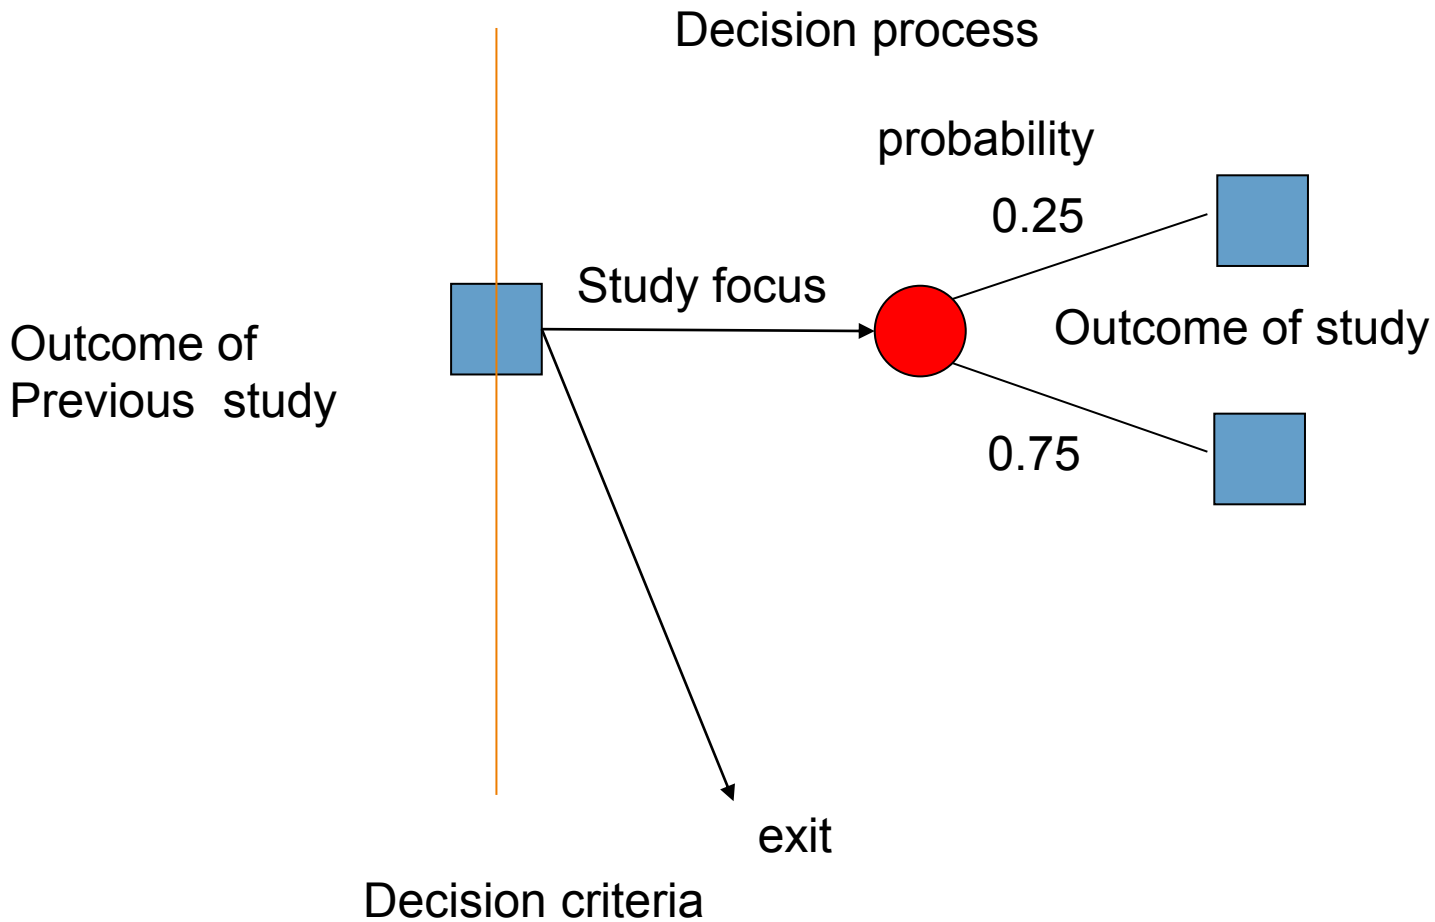 Decision process
probability
0.25
Study focus
Outcome of study
Outcome of
Previous  study
0.75
exit
Decision criteria